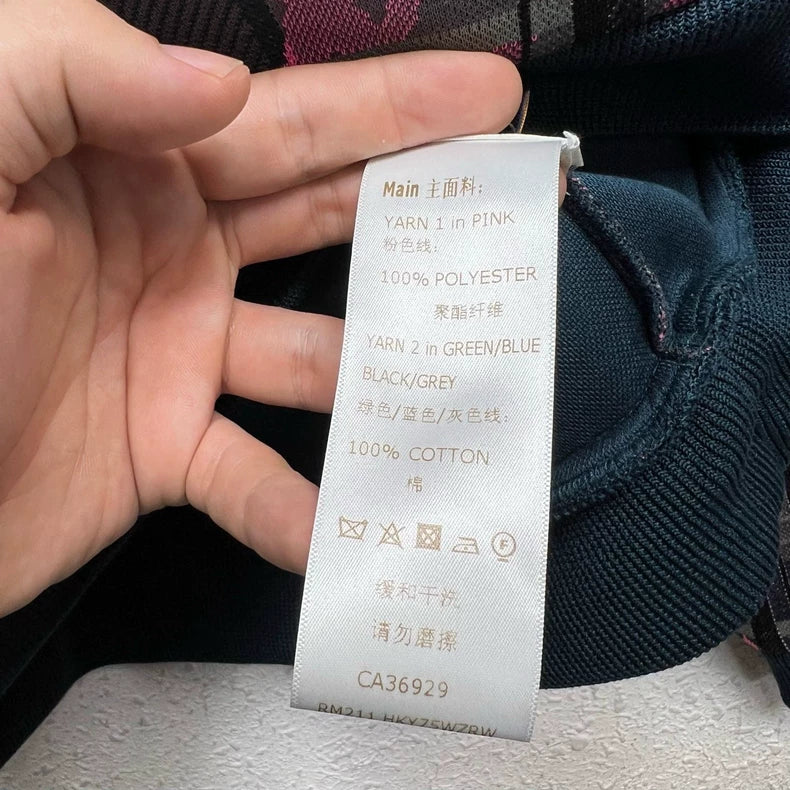 Main 主面料:
YARN 1 in PINK
粉色线:
100% POLYESTER
聚酯纤维
YARN 2 in GREEN/BLUE
BLACK/GREY
绿色/蓝色/灰色线:
100% COTTON
棉
F
缓和干洗
请勿磨擦
CA36929
RM211